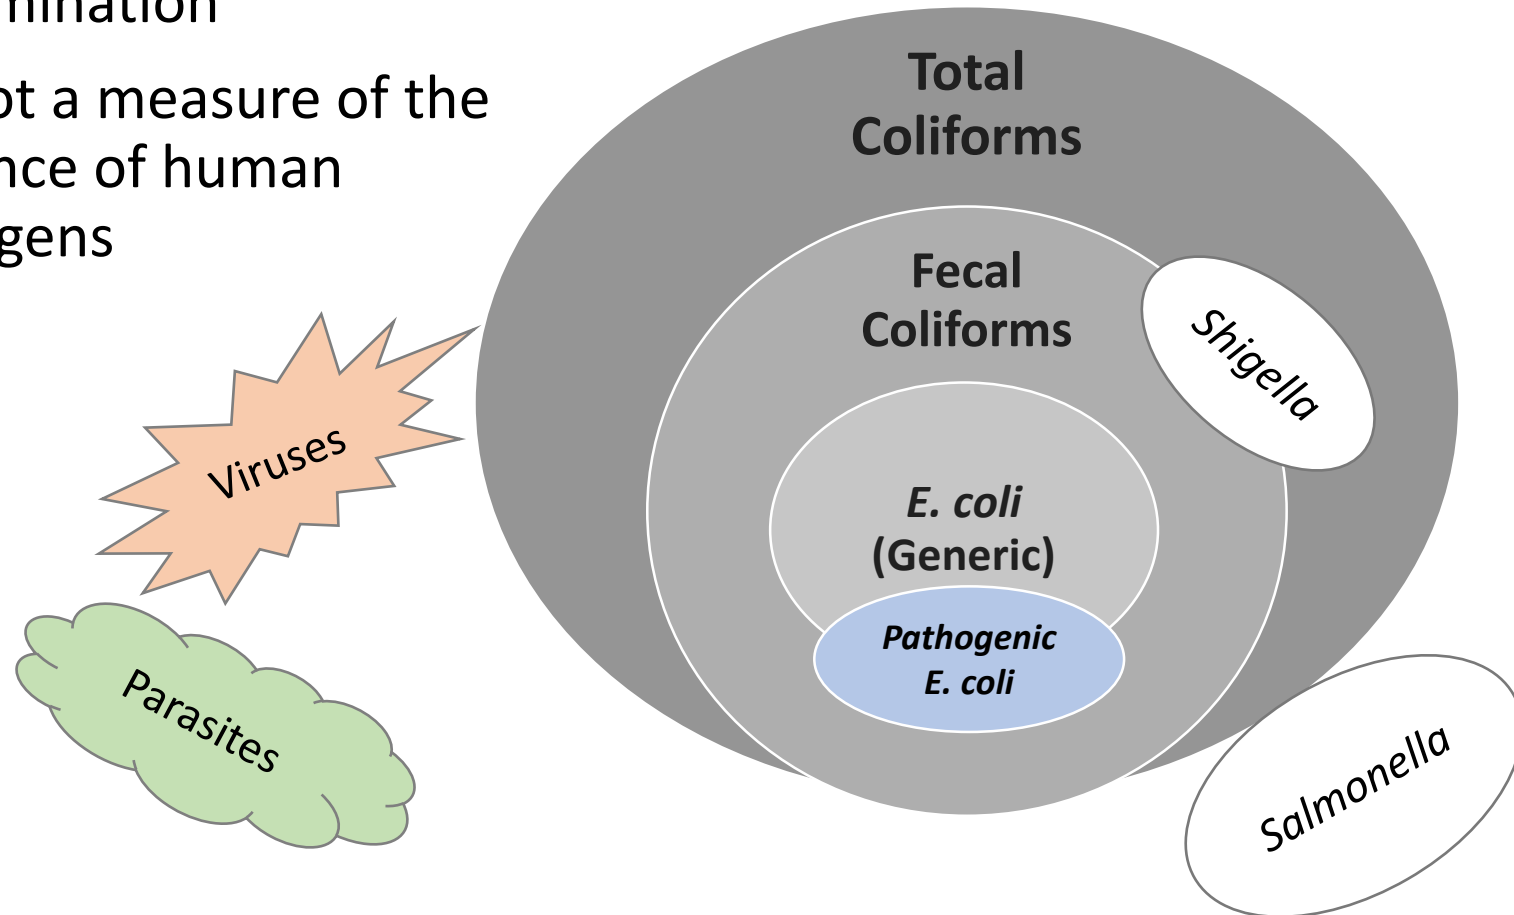 mination
ot a measure of the
nce of human
gens
Total
Coliforms
Fecal
Coliforms
Shigella
Viruses
E. coli
(Generic)
Pathogenic
E. coli
Parasites
Salmonella